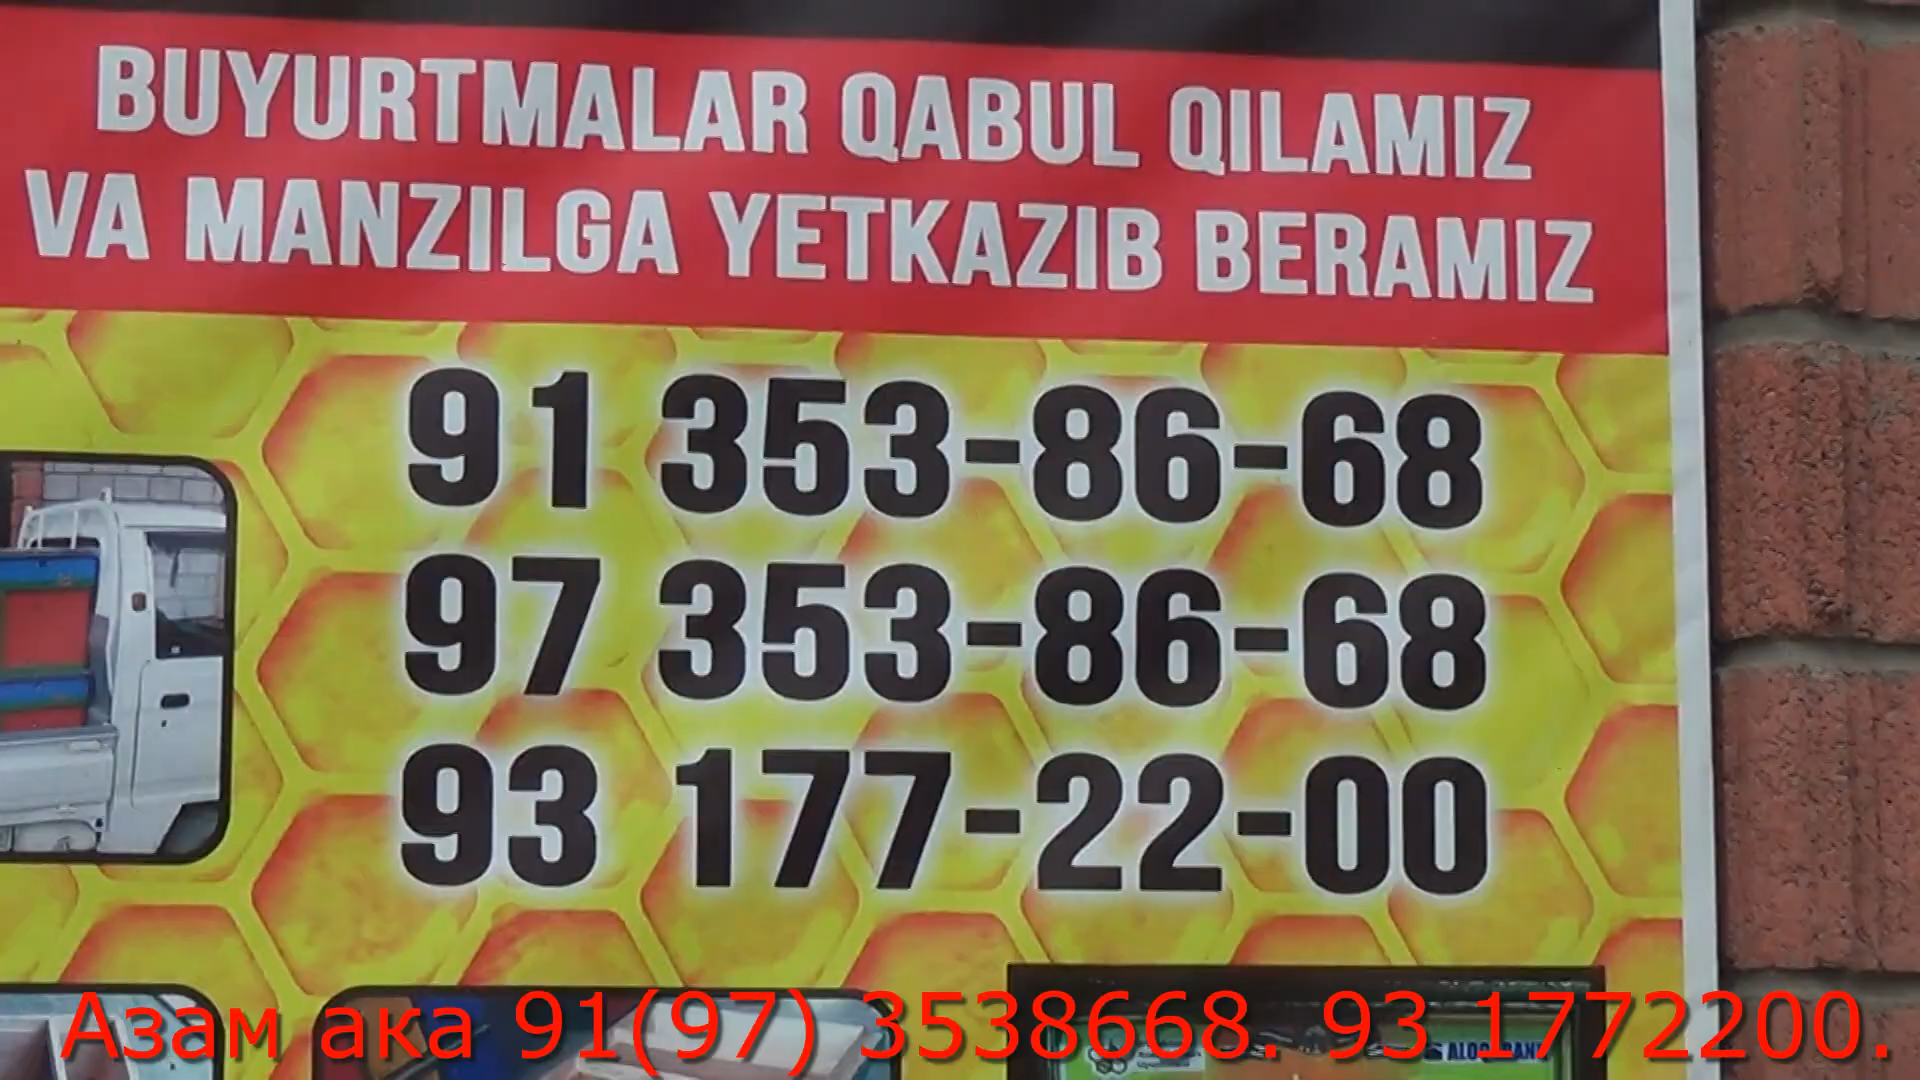 BUYURTMALAR QABUL QILAMIZ
VA MANZILGA YETKAZIB BERAMIZ
91 353-86-68
97 353-86-68
93 177-22-00
Азам ака 91(97) 3538668. 93 1772200.